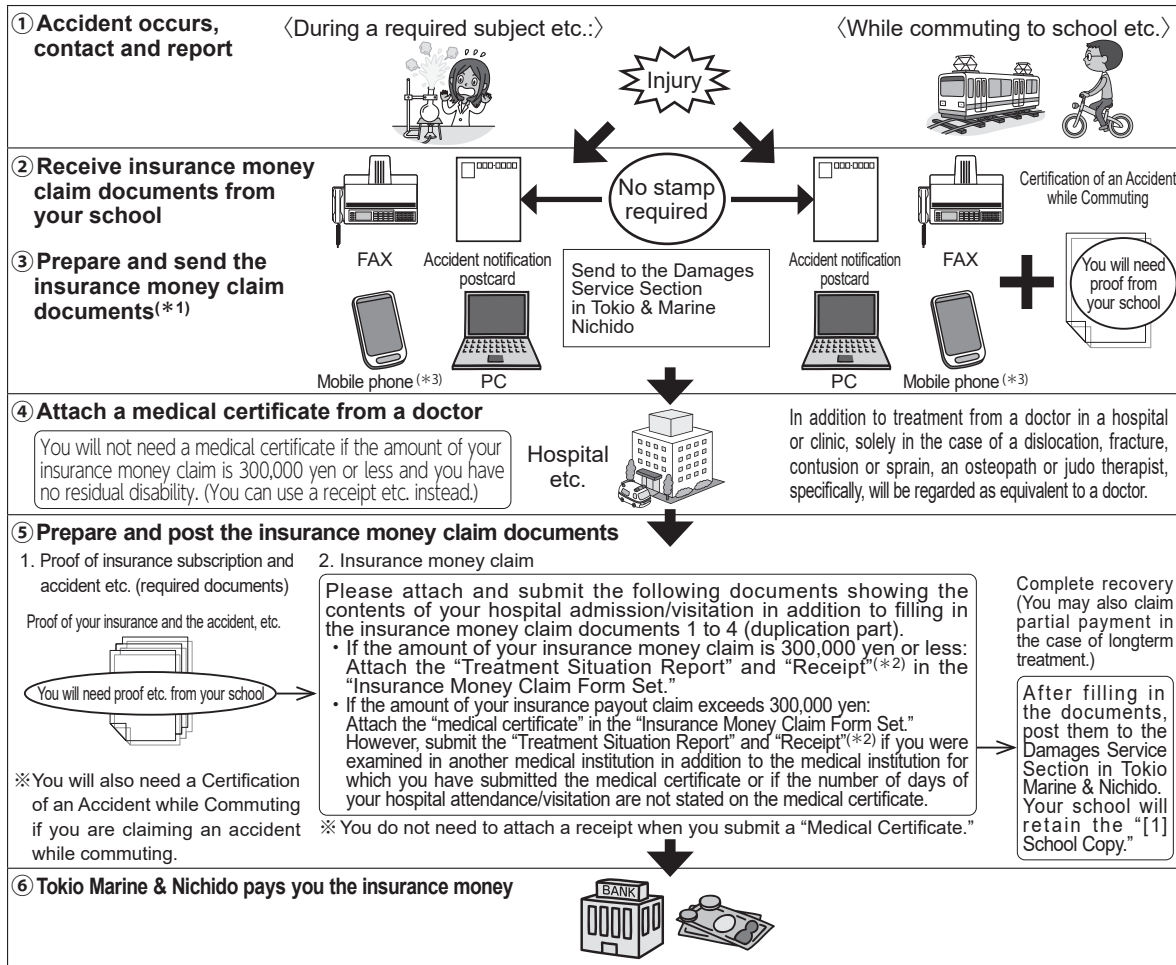 ① Accident occurs,
contact and report
〈During a required subject etc.:〉
Injury
〈While commuting to school etc.〉
② Receive insurance money
claim documents from
your school
③ Prepare and send the
insurance money claim
documents(*1)
FAX
Accident notification
postcard
Mobile phone (*3)
PC
No stamp
required
Send to the Damages
Service Section
in Tokio & Marine
Nichido
Accident notification
postcard
FAX
PC
Mobile phone (*3)
Certification of an Accident
while Commuting
You will need
proof from
your school
④ Attach a medical certificate from a doctor
You will not need a medical certificate if the amount of your
insurance money claim is 300,000 yen or less and you have
no residual disability. (You can use a receipt etc. instead.)
Hospital
etc.
In addition to treatment from a doctor in a hospital
or clinic, solely in the case of a dislocation, fracture,
contusion or sprain, an osteopath or judo therapist,
specifically, will be regarded as equivalent to a doctor.
⑤ Prepare and post the insurance money claim documents
1. Proof of insurance subscription and
accident etc. (required documents)
Proof of your insurance and the accident, etc.
You will need proof etc. from your school
※You will also need a Certification
of an Accident while Commuting
if you are claiming an accident
while commuting.
2. Insurance money claim
Please attach and submit the following documents showing the
contents of your hospital admission/visitation in addition to filling in
the insurance money claim documents 1 to 4 (duplication part).
・If the amount of your insurance money claim is 300,000 yen or less:
Attach the “Treatment Situation Report” and “Receipt”(*2) in the
“Insurance Money Claim Form Set.”
・If the amount of your insurance payout claim exceeds 300,000 yen:
Attach the “medical certificate” in the “Insurance Money Claim Form Set.”
However, submit the “Treatment Situation Report” and “Receipt”(*2) if you were
examined in another medical institution in addition to the medical institution for
which you have submitted the medical certificate or if the number of days of
your hospital attendance/visitation are not stated on the medical certificate.
※ You do not need to attach a receipt when you submit a “Medical Certificate.”
Complete recovery
(You may also claim
partial payment in
the case of longterm
treatment.)
After filling in
the documents,
post them to the
Damages Service
Section in Tokio
Marine & Nichido.
Your school will
retain the “[1]
School Copy.”
⑥ Tokio Marine & Nichido pays you the insurance money
BANK